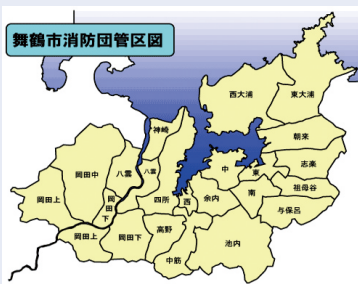 舞鶴市消防団管区図
西大浦
東大浦
神崎
朝来
岡田中
八雲
八雲
中
東
志楽
祖母谷
岡田上
岡田下
四所
西
余内
南
与保呂
岡田上
岡田下
高野
池内
中筋